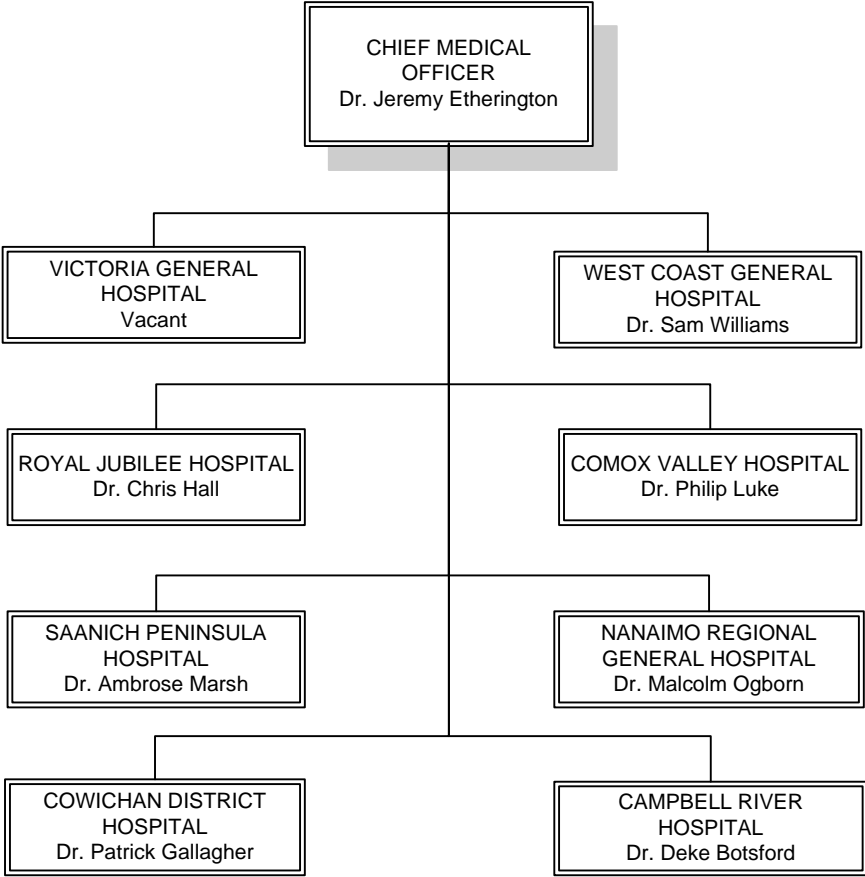 CHIEF MEDICAL
OFFICER
Dr. Jeremy Etherington
VICTORIA GENERAL
HOSPITAL
Vacant
WEST COAST GENERAL
HOSPITAL
Dr. Sam Williams
ROYAL JUBILEE HOSPITAL
Dr. Chris Hall
COMOX VALLEY HOSPITAL
Dr. Philip Luke
SAANICH PENINSULA
HOSPITAL
Dr. Ambrose Marsh
NANAIMO REGIONAL
GENERAL HOSPITAL
Dr. Malcolm Ogborn
COWICHAN DISTRICT
HOSPITAL
Dr. Patrick Gallagher
CAMPBELL RIVER
HOSPITAL
Dr. Deke Botsford